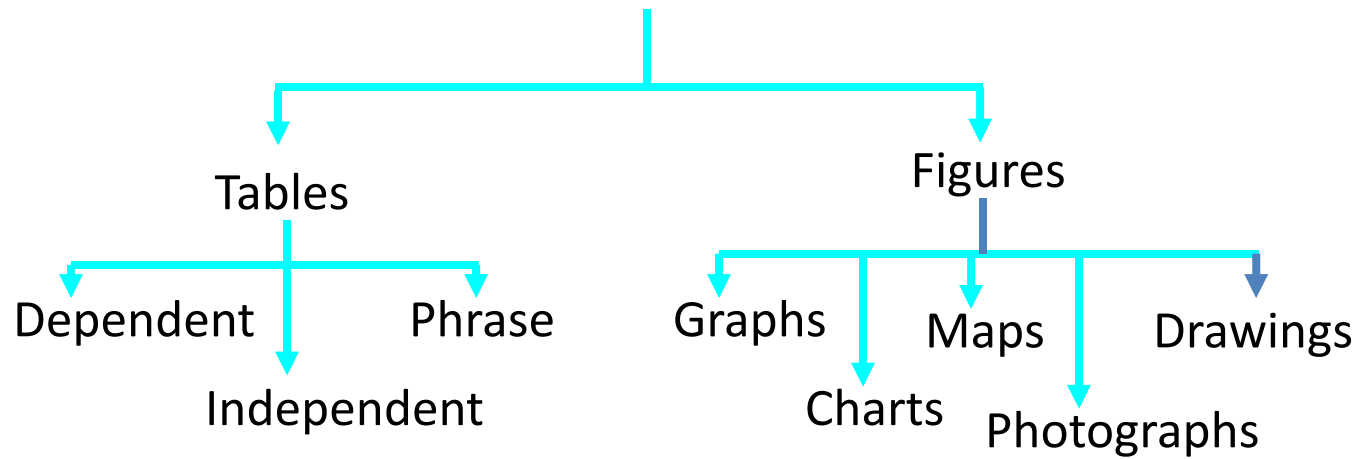 Tables
Figures
Dependent
Phrase
Independent
Graphs
Charts
Maps
Photographs
Drawings